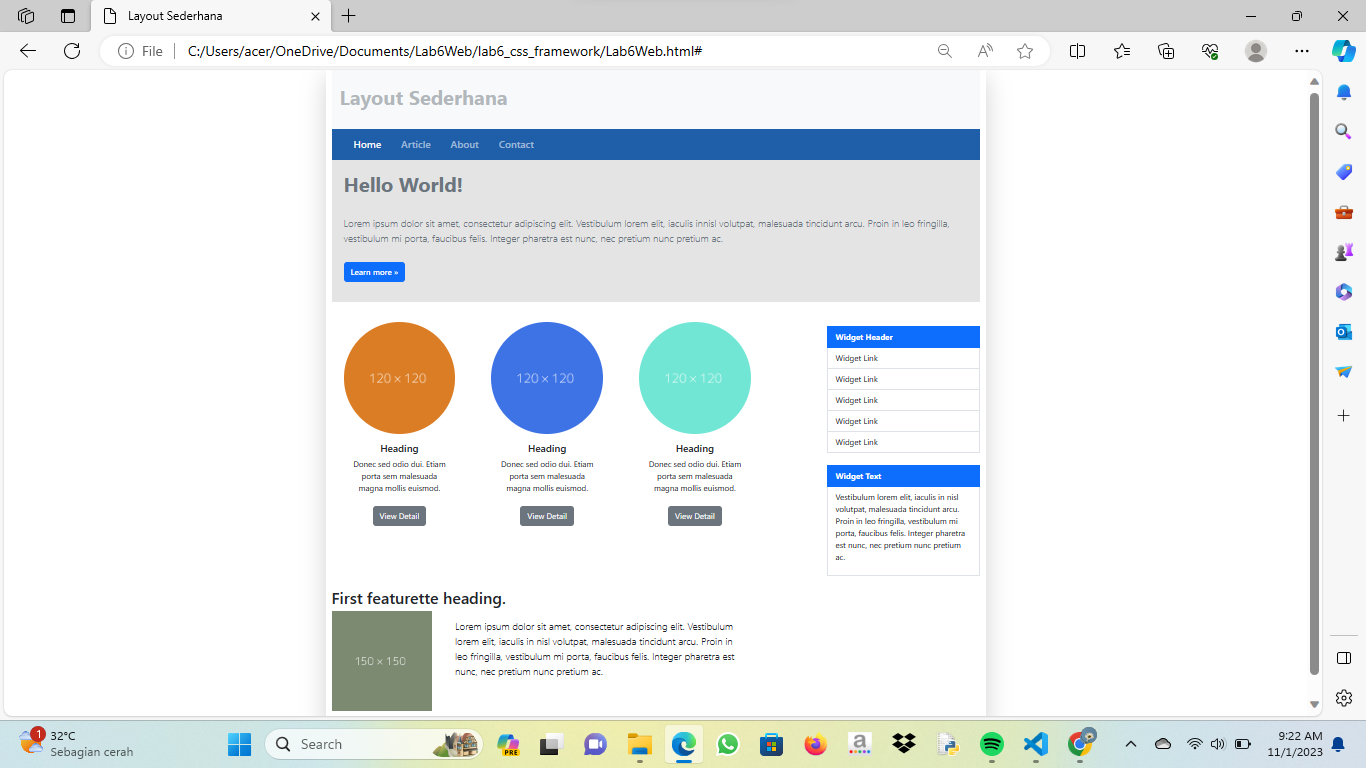 Layout Sederhana
File
C:/Users/acer/OneDrive/Documents/Lab6Web/lab6_css_framework/Lab6Web.html#
Layout Sederhana
Home Article About Contact
Hello World!
Lorem ipsum dolor sit amet, consectetur adipiscing elit. Vestibulum lorem elit, iaculis innisl volutpat, malesuada tincidunt arcu. Proin in leo fringilla,
vestibulum mi porta, faucibus felis. Integer pharetra est nunc, nec pretium nunc pretium ac.
Learn more »
120 × 120
Heading
Donec sed odio dui. Etiam
porta sem malesuada
magna mollis euismod.
View Detail
120 × 120
Heading
Donec sed odio dui. Etiam
porta sem malesuada
magna mollis euismod.
View Detail
120 × 120
Heading
Donec sed odio dui. Etiam
porta sem malesuada
magna mollis euismod.
View Detail
Widget Header
Widget Link
Widget Link
Widget Link
Widget Link
Widget Link
Widget Text
Vestibulum lorem elit, iaculis in nisl
volutpat, malesuada tincidunt arcu.
Proin in leo fringilla, vestibulum mi
porta, faucibus felis. Integer pharetra
est nunc, nec pretium nunc pretium
ac.
First featurette heading.
150 × 150
Lorem ipsum dolor sit amet, consectetur adipiscing elit. Vestibulum
lorem elit, iaculis in nisl volutpat, malesuada tincidunt arcu. Proin in
leo fringilla, vestibulum mi porta, faucibus felis. Integer pharetra est
nunc, nec pretium nunc pretium ac.
1
32°C
Sebagian cerah
Search
PRE
9:22 AM
11/1/2023